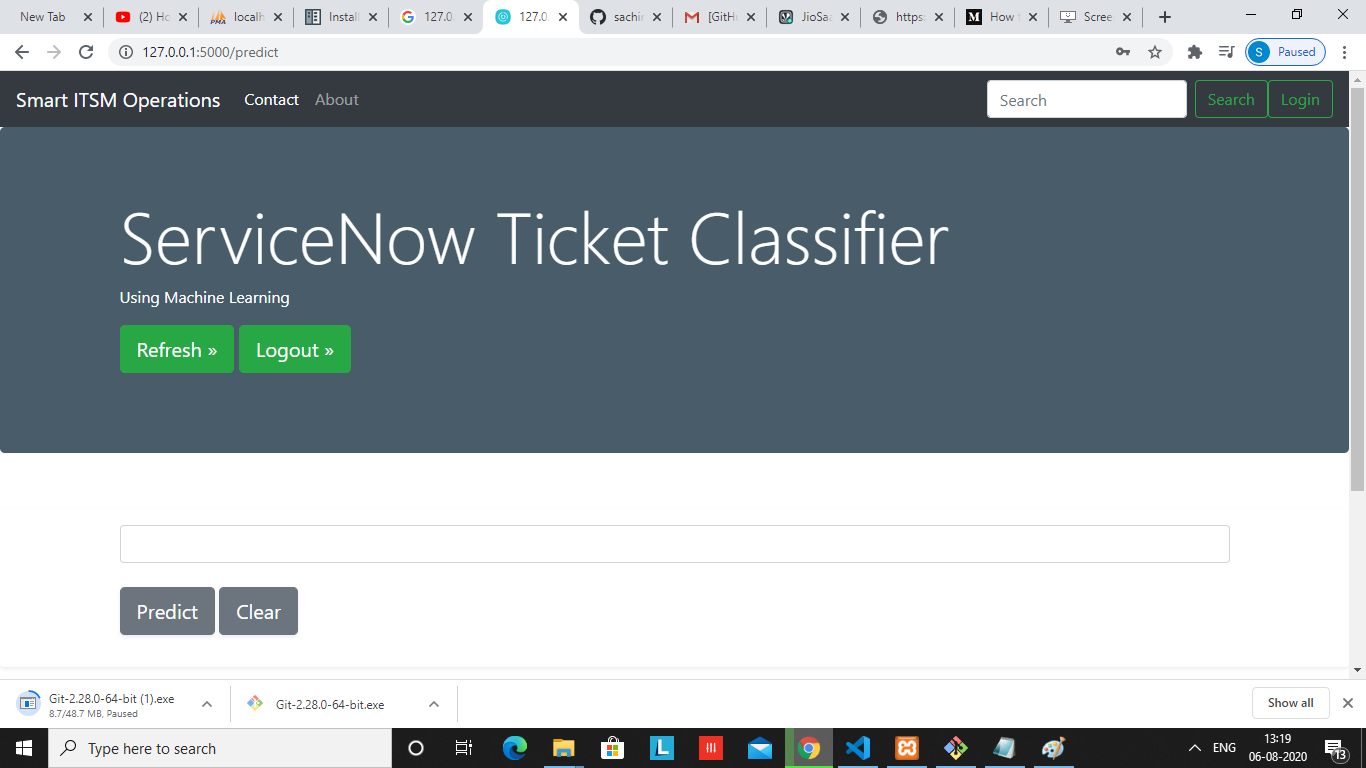 New Tab
(2) Ho
localh
Install
127.0.
127.0.
sachin
[GitH
JioSaa
https:
How t
Scree
127.0.0.1:5000/predict
S Paused
Smart ITSM Operations Contact About Search Search Login
ServiceNow Ticket Classifier
Using Machine Learning
Refresh » Logout »
Predict Clear
Git-2.28.0-64-bit (1).exe
8.7/48.7 MB, Paused
Git-2.28.0-64-bit.exe
Show all
Type here to search
ENG
13:19
06-08-2020
13